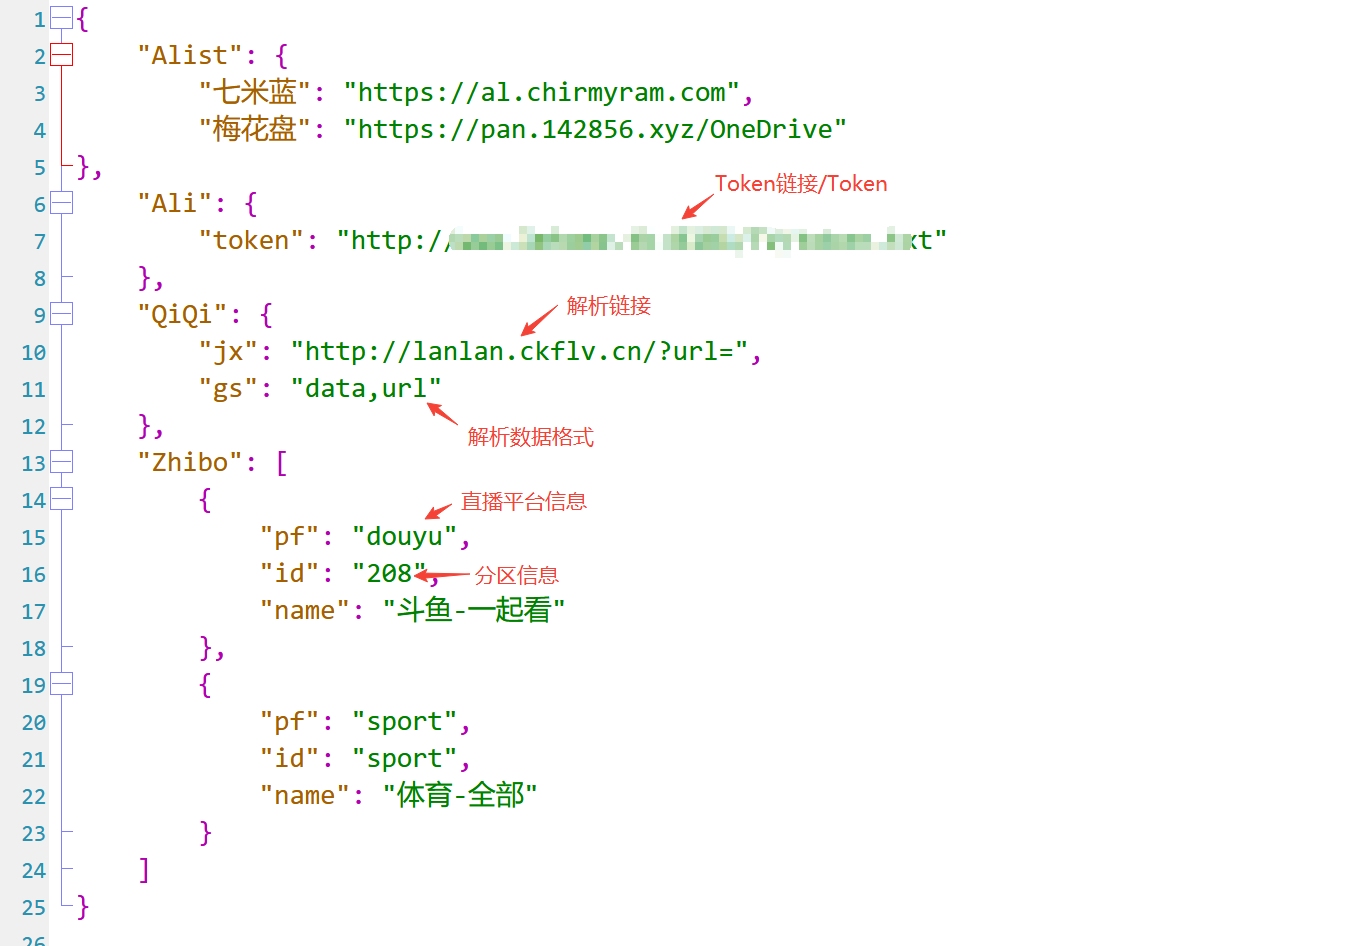 1 {
2 "Alist": {
3 "七米蓝": "https://al.chirmyram.com",
4 "梅花盘": "https://pan.142856.xyz/OneDrive"
5 },
Token链接/Token
6 "Ali": {
7 "token": "http:// xt"
8 },
9 "QiQi": {
解析链接
10 "jx": "http://lanlan.ckflv.cn/?url=",
11 "gs": "data,url"
12 },
解析数据格式
13 "Zhibo": [
14 {
直播平台信息
15 "pf": "douyu",
16 "id": "208", 分区信息
17 "name": "斗鱼-一起看"
18 },
19 {
20 "pf": "sport",
21 "id": "sport",
22 "name": "体育-全部"
23 }
24 ]
25 }
26